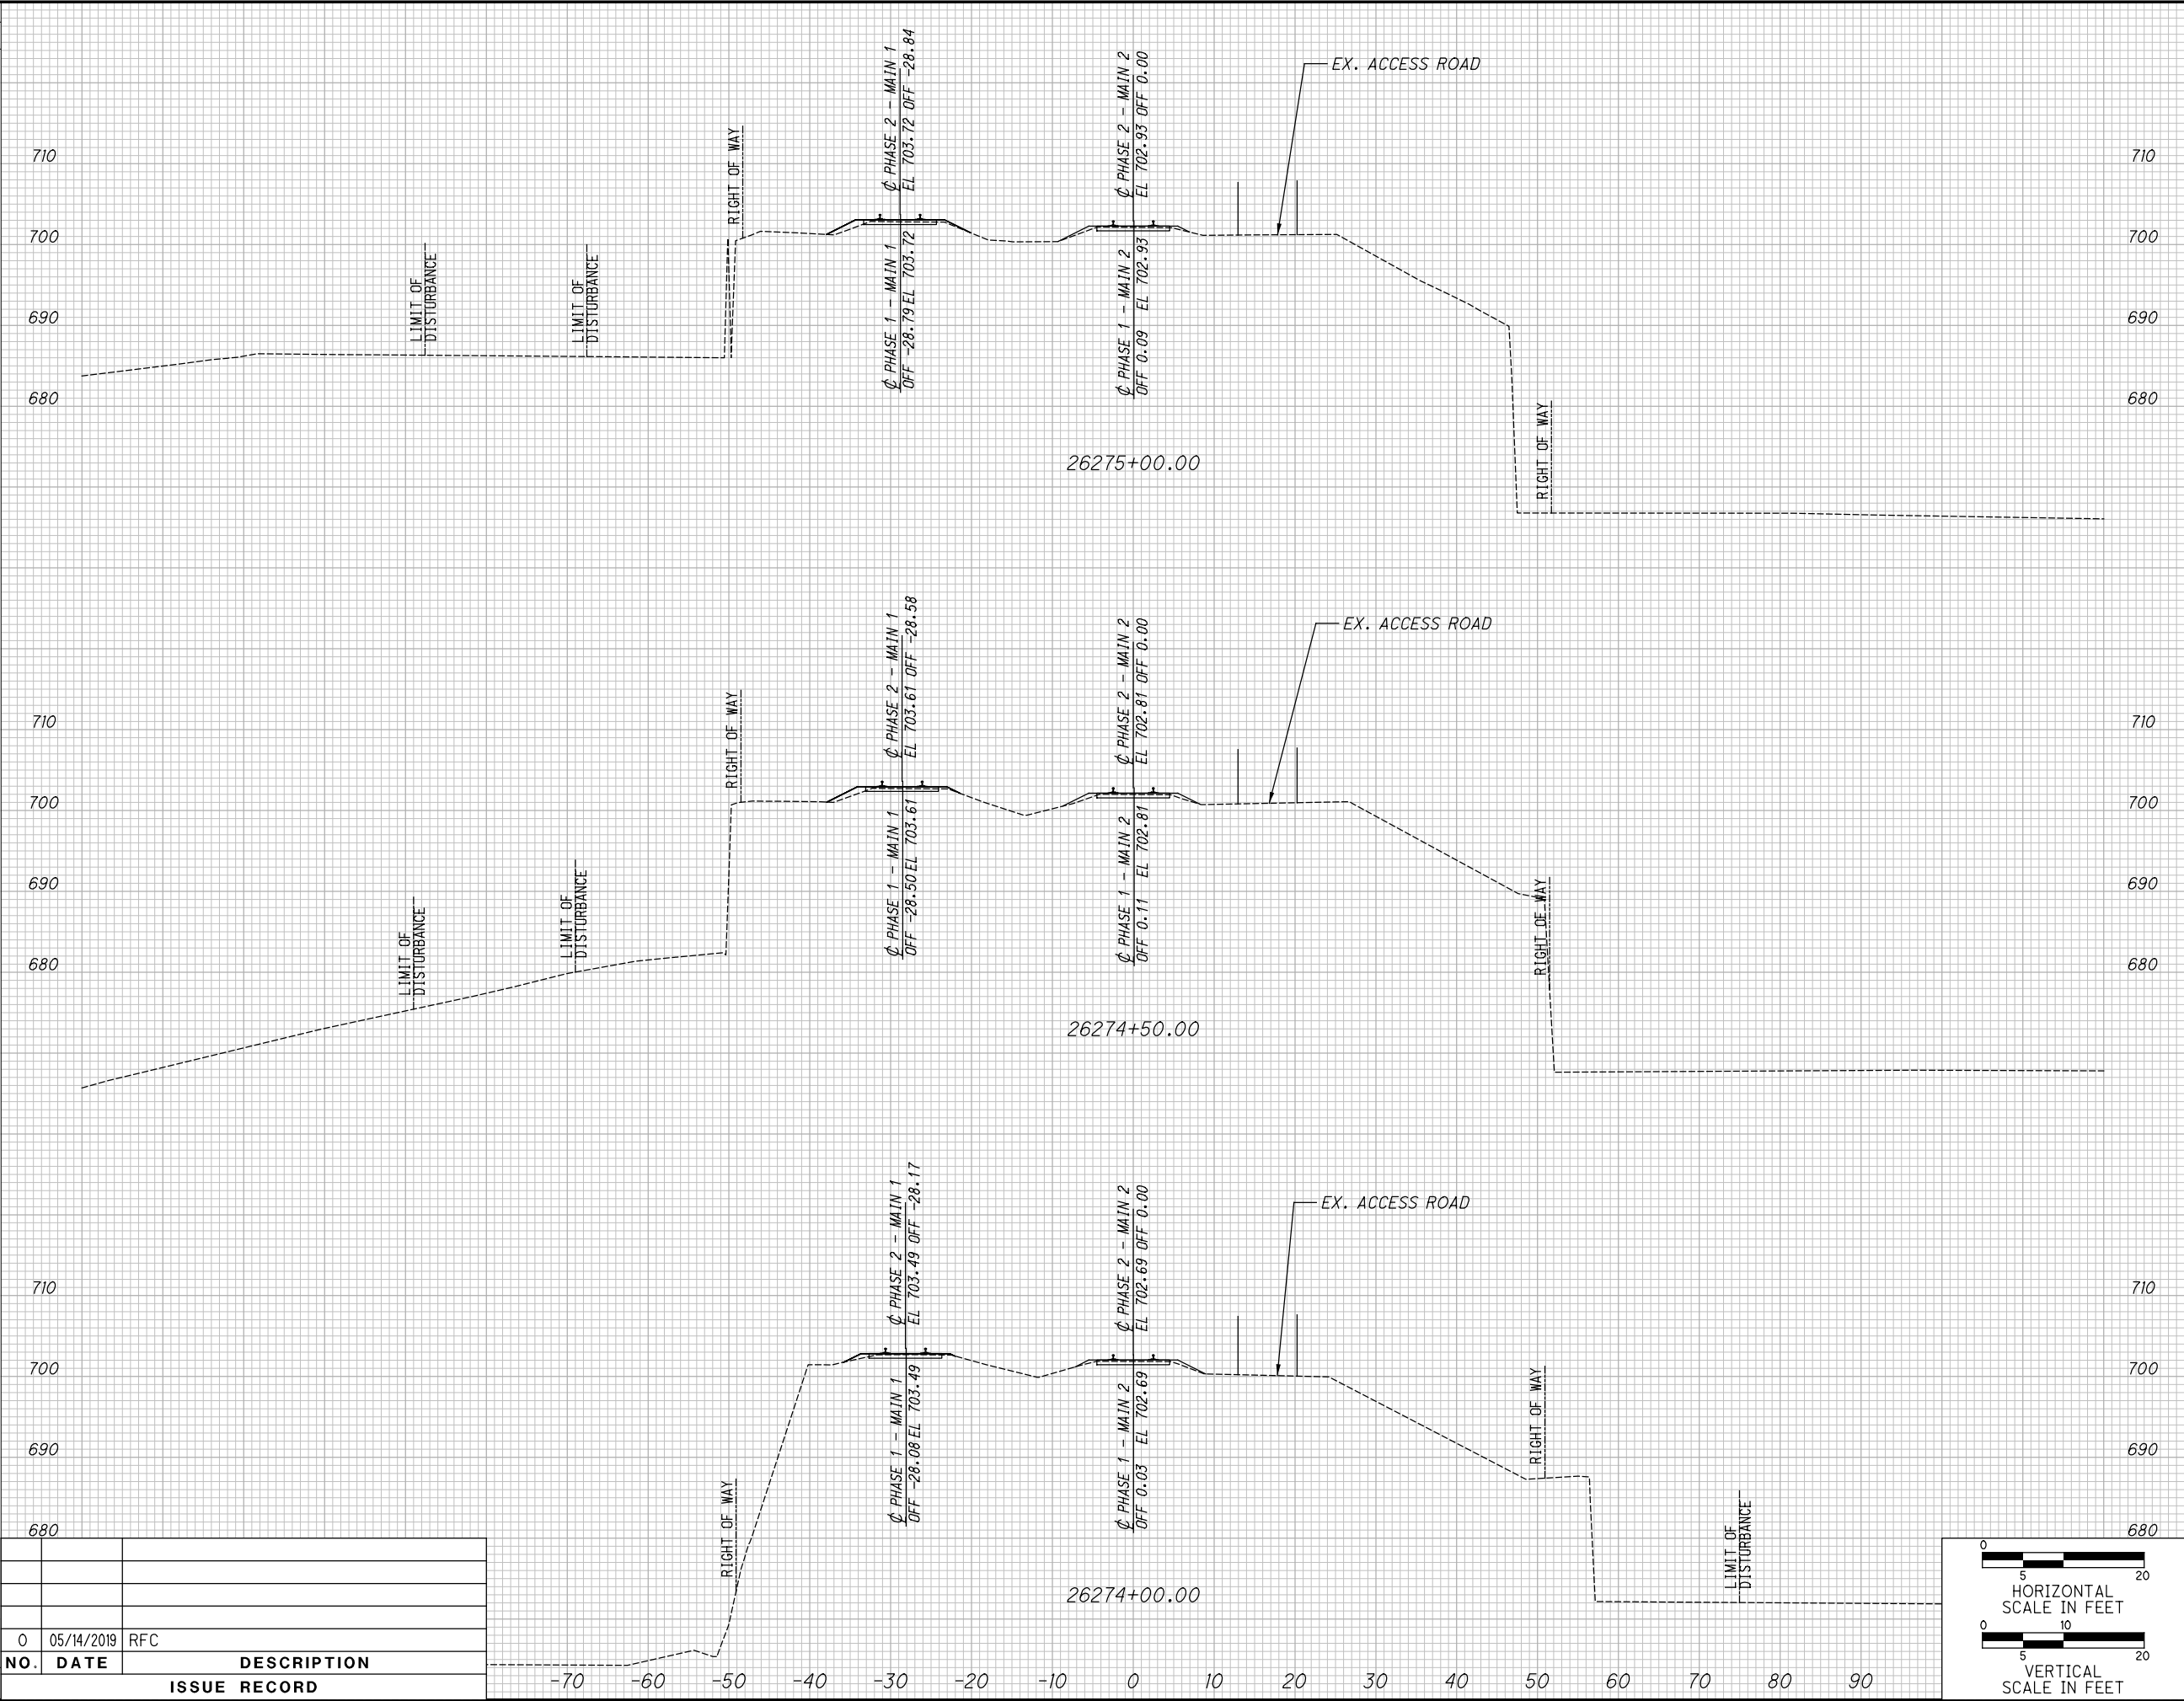 ℄ PHASE 2 - MAIN 1
EL 703.72 OFF -28.84
℄ PHASE 2 - MAIN 2
EL 702.93 OFF 0.00
EX. ACCESS ROAD
RIGHT OF WAY
710
710
700
700
LIMIT OF
DISTURBANCE
LIMIT OF
DISTURBANCE
℄ PHASE 1 - MAIN 1
OFF -28.79 EL 703.72
℄ PHASE 1 - MAIN 2
OFF 0.09 EL 702.93
690
690
680
680
RIGHT OF WAY
26275+00.00
℄ PHASE 2 - MAIN 1
EL 703.61 OFF -28.58
℄ PHASE 2 - MAIN 2
EL 702.81 OFF 0.00
EX. ACCESS ROAD
RIGHT OF WAY
710
710
700
700
℄ PHASE 1 - MAIN 1
OFF -28.50 EL 703.61
℄ PHASE 1 - MAIN 2
OFF 0.11 EL 702.81
690
690
LIMIT OF
DISTURBANCE
LIMIT OF
DISTURBANCE
RIGHT OF WAY
680
680
26274+50.00
℄ PHASE 2 - MAIN 1
EL 703.49 OFF -28.17
℄ PHASE 2 - MAIN 2
EL 702.69 OFF 0.00
EX. ACCESS ROAD
710
710
700
700
℄ PHASE 1 - MAIN 1
OFF -28.08 EL 703.49
℄ PHASE 1 - MAIN 2
OFF 0.03 EL 702.69
RIGHT OF WAY
690
690
RIGHT OF WAY
680
680
LIMIT OF
DISTURBANCE
26274+00.00
0
5 20
HORIZONTAL
SCALE IN FEET
0 10
5 20
VERTICAL
SCALE IN FEET
0 05/14/2019 RFC
NO. DATE DESCRIPTION
ISSUE RECORD
-70 -60 -50 -40 -30 -20 -10 0 10 20 30 40 50 60 70 80 90